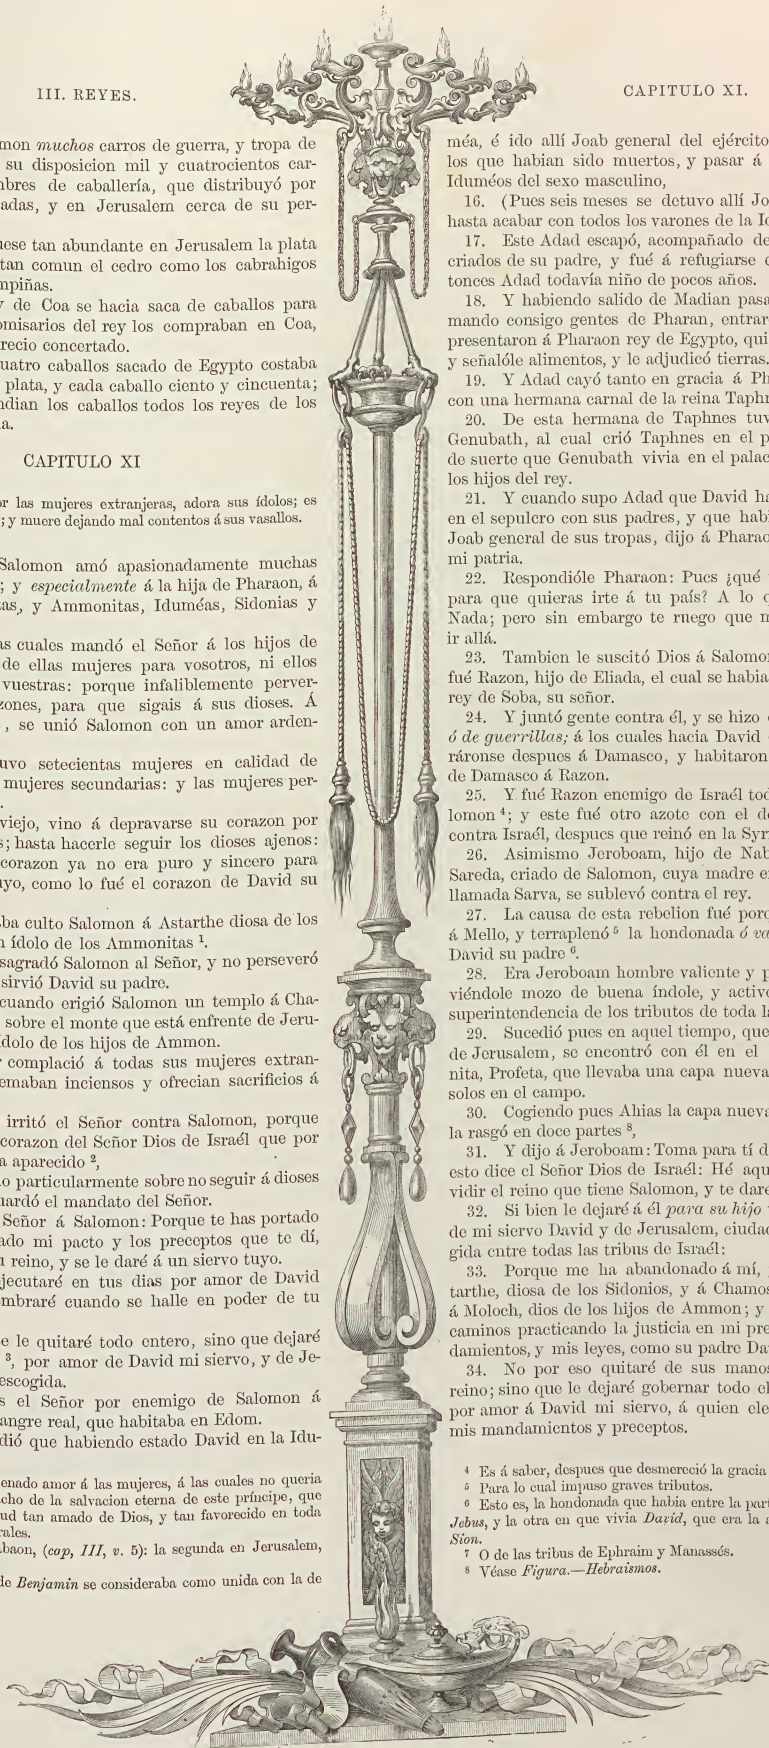 III. REYES.
mon muchos carros de guerra, y tropa de
su disposicion mil y cuatrocientos car-
mbres de caballería, que distribuyó por
adas, y en Jerusalem cerca de su per-
uese tan abundante en Jerusalem la plata
tan comun el cedro como los cabrahigos
mpiñas.
y de Coa se hacia saca de caballos para
omisarios del rey los compraban en Coa,
recio concertado.
uatro caballos sacado de Egipto costaba
plata, y cada caballo ciento y cincuenta;
ndian los caballos todos los reyes de los
a.
CAPITULO XI
or las mujeres extranjeras, adora sus ídolos; es
; y muere dejando mal contentos á sus vasallos.
Salomon amó apasionadamente muchas
; y especialmente á la hija de Pharaon, á
tas, y Ammonitas, Iduméas, Sidonias y
as cuales mandó el Señor á los hijos de
de ellas mujeres para vosotros, ni ellos
vuestras: porque infaliblemente perver-
zones, para que sigais á sus dioses. Á
, se unió Salomon con un amor arden-
uvo setecientas mujeres en calidad de
mujeres secundarias: y las mujeres per-
.
viejo, vino á depravarse su corazon por
s; hasta hacerle seguir los dioses ajenos:
corazon ya no era puro y sincero para
uyo, como lo fué el corazon de David su
aba culto Salomon á Astarthe diosa de los
n ídolo de los Ammonitas ¹.
sagradó Salomon al Señor, y no perseveró
sirvió David su padre.
cuando erigió Salomon un templo á Cha-
sobre el monte que está enfrente de Jeru-
ídolo de los hijos de Ammon.
r complació á todas sus mujeres extran-
emaban inciensos y ofrecian sacrificios á
irritó el Señor contra Salomon, porque
corazon del Señor Dios de Israél que por
a aparecido ²,
o particularmente sobre no seguir á dioses
uardó el mandato del Señor.
Señor á Salomon: Porque te has portado
ado mi pacto y los preceptos que te dí,
u reino, y se le daré á un siervo tuyo.
jecutaré en tus dias por amor de David
mbraré cuando se halle en poder de tu
e le quitaré todo entero, sino que dejaré
³, por amor de David mi siervo, y de Je-
escogida.
s el Señor por enemigo de Salomon á
angre real, que habitaba en Edom.
dió que habiendo estado David en la Idu-
enado amor á las mujeres, á las cuales no queria
cho de la salvacion eterna de este príncipe, que
ud tan amado de Dios, y tan favorecido en toda
rales.
abaon, (cap, III, v. 5): la segunda en Jerusalem,
de Benjamin se consideraba como unida con la de
CAPITULO XI.
méa, é ido allí Joab general del ejército
los que habian sido muertos, y pasar á
Iduméos del sexo masculino,
16. (Pues seis meses se detuvo allí Jo
hasta acabar con todos los varones de la Id
17. Este Adad escapó, acompañado de
criados de su padre, y fué á refugiarse e
tonces Adad todavía niño de pocos años.
18. Y habiendo salido de Madian pasa
mando consigo gentes de Pharan, entrar
presentaron á Pharaon rey de Egipto, qui
y señalóle alimentos, y le adjudicó tierras.
19. Y Adad cayó tanto en gracia á Ph
con una hermana carnal de la reina Taphn
20. De esta hermana de Taphnes tuv
Genubath, al cual crió Taphnes en el p
de suerte que Genubath vivia en el palac
los hijos del rey.
21. Y cuando supo Adad que David ha
en el sepulcro con sus padres, y que habi
Joab general de sus tropas, dijo á Pharao
mi patria.
22. Respondióle Pharaon: Pues ¿qué
para que quieras irte á tu país? A lo q
Nada; pero sin embargo te ruego que m
ir allá.
23. Tambien le suscitó Dios á Salomon
fué Razon, hijo de Eliada, el cual se habia
rey de Soba, su señor.
24. Y juntó gente contra él, y se hizo
ó de guerrillas; á los cuales hacia David
ráronse despues á Damasco, y habitaron
de Damasco á Razon.
25. Y fué Razon enemigo de Israél tod
lomon ⁴; y este fué otro azote con el de
contra Israél, despues que reinó en la Syr
26. Asimismo Jeroboam, hijo de Nab
Sareda, criado de Salomon, cuya madre e
llamada Sarva, se sublevó contra el rey.
27. La causa de esta rebelion fué porq
á Mello, y terraplenó ⁵ la hondonada ó va
David su padre ⁶.
28. Era Jeroboam hombre valiente y p
viéndole mozo de buena índole, y activo
superintendencia de los tributos de toda la
29. Sucedió pues en aquel tiempo, que
de Jerusalem, se encontró con él en el
nita, Profeta, que llevaba una capa nueva
solos en el campo.
30. Cogiendo pues Ahias la capa nueva
la rasgó en doce partes ⁸,
31. Y dijo á Jeroboam: Toma para tí d
esto dice el Señor Dios de Israél: Hé aqu
vidir el reino que tiene Salomon, y te daré
32. Si bien le dejaré á él para su hijo
de mi siervo David y de Jerusalem, ciudad
gida entre todas las tribus de Israél:
33. Porque me ha abandonado á mí,
tarthe, diosa de los Sidonios, y á Chamos
á Moloch, dios de los hijos de Ammon; y
caminos practicando la justicia en mi pre
damientos, y mis leyes, como su padre Da
34. No por eso quitaré de sus manos
reino; sino que le dejaré gobernar todo el
por amor á David mi siervo, á quien ele
mis mandamientos y preceptos.
⁴ Es á saber, despues que desmereció la gracia
⁵ Para lo cual impuso graves tributos.
⁶ Esto es, la hondonada que habia entre la part
Jebus, y la otra en que vivia David, que era la a
Sion.
⁷ O de las tribus de Ephraim y Manassés.
⁸ Véase Figura.—Hebraismos.